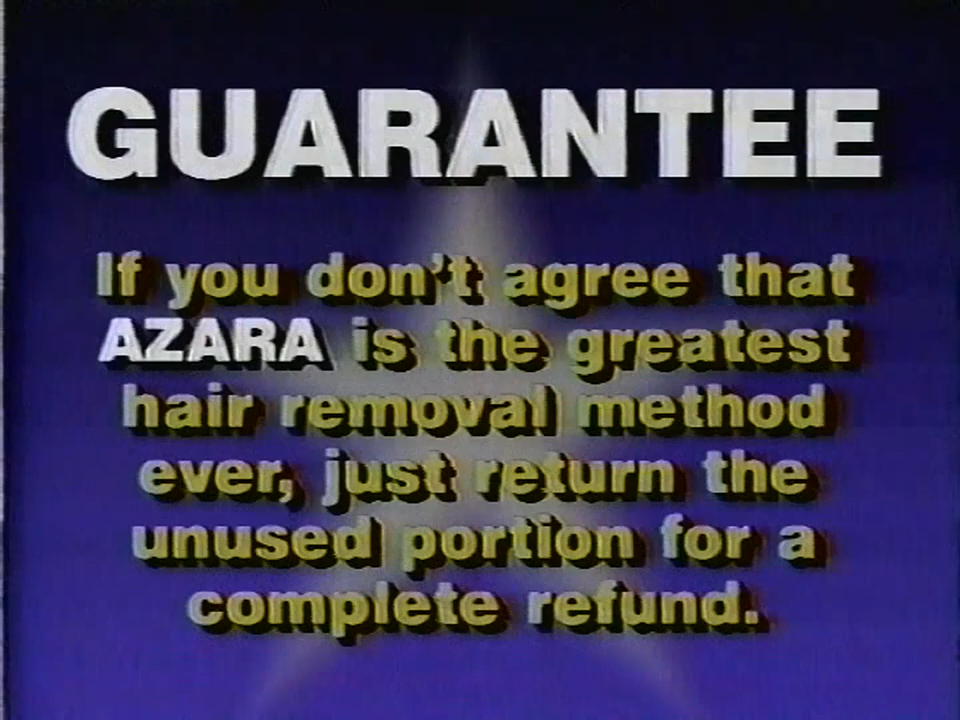 GUARANTEE
If you don't agree that
AZARA is the greatest
hair removal method
ever, just return the
unused portion for a
complete refund.